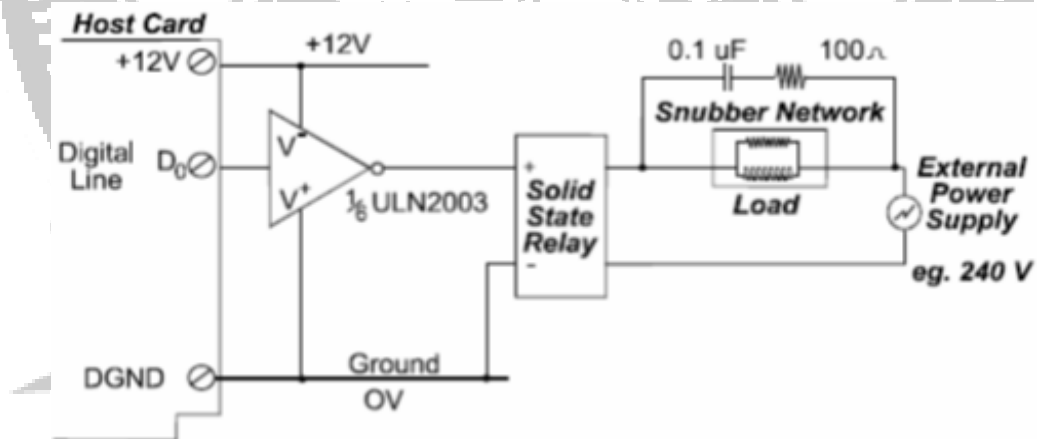 Host Card
+12V
+12V
0.1 uF
100
Snubber Network
Digital
Line
D0
V-
V+
1/6 ULN2003
+
-
Solid
State
Relay
Load
External
Power
Supply
eg. 240 V
DGND
Ground
OV